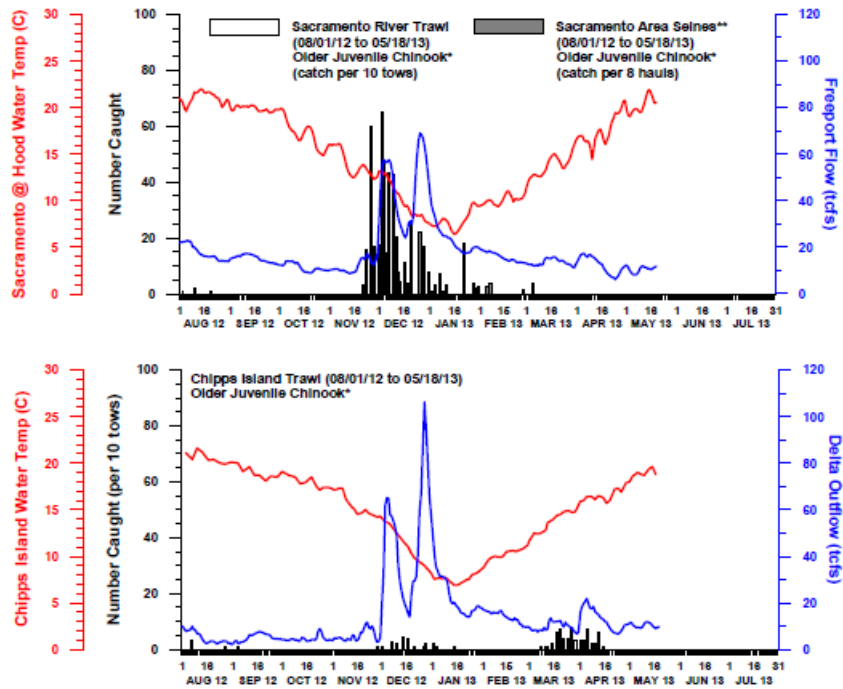 Sacramento River Trawl
(08/01/12 to 05/18/13)
Older Juvenile Chinook*
(catch per 10 tows)
Sacramento Area Seines**
(08/01/12 to 05/18/13)
Older Juvenile Chinook*
(catch per 8 hauls)
Sacramento @ Hood Water Temp (C)
30
25
20
15
10
5
0
Number Caught
100
80
60
40
20
0
Freeport Flow (tcfs)
120
100
80
60
40
20
0
1 16 1 16 1 16 1 16 1 16 1 16 1 16 1 16 1 16 1 16 1 16 1 16 31
AUG 12 SEP 12 OCT 12 NOV 12 DEC 12 JAN 13 FEB 13 MAR 13 APR 13 MAY 13 JUN 13 JUL 13
Chipps Island Trawl (08/01/12 to 05/18/13)
Older Juvenile Chinook*
Chipps Island Water Temp (C)
30
25
20
15
10
5
0
Number Caught (per 10 tows)
100
80
60
40
20
0
Delta Outflow (tcfs)
120
100
80
60
40
20
0
1 16 1 16 1 16 1 16 1 16 1 16 1 15 1 16 1 16 1 16 1 16 1 16 31
AUG 12 SEP 12 OCT 12 NOV 12 DEC 12 JAN 13 FEB 13 MAR 13 APR 13 MAY 13 JUN 13 JUL 13